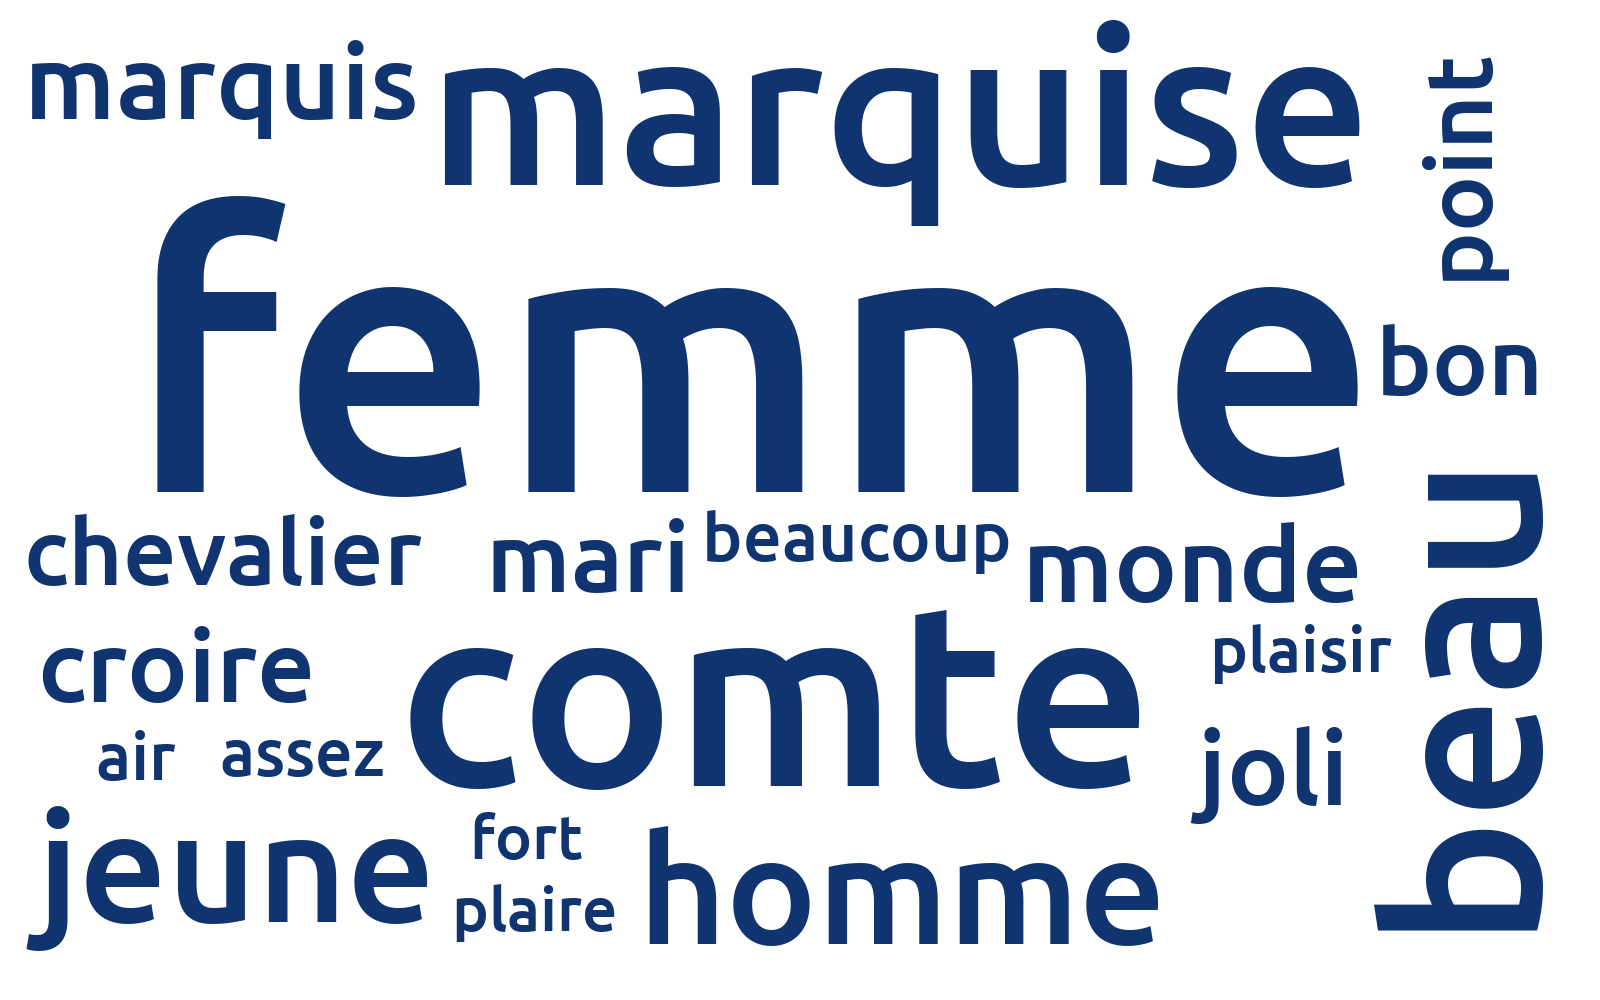 marquis
marquise
point
femme
bon
chevalier
mari
beaucoup
monde
beau
croire
comte
plaisir
air
assez
joli
jeune
fort
homme
plaire